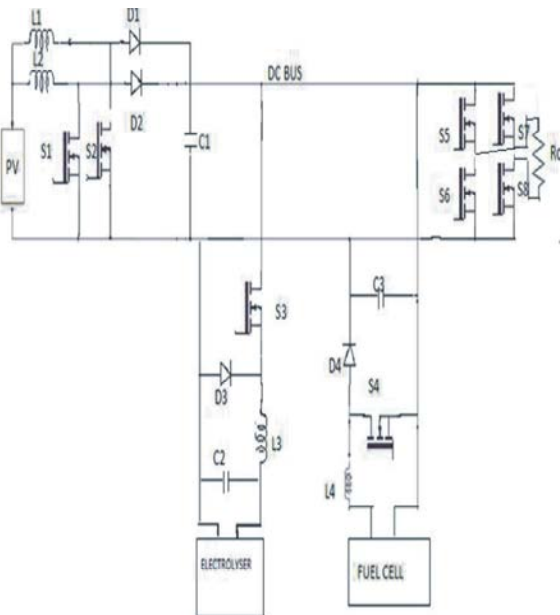 L1
D1
L2
DC BUS
D2
C1
S1
S2
PV
S5
S7
S6
S8
S3
C3
D4
S4
D3
L3
C2
L4
ELECTROLYSER
FUEL CELL